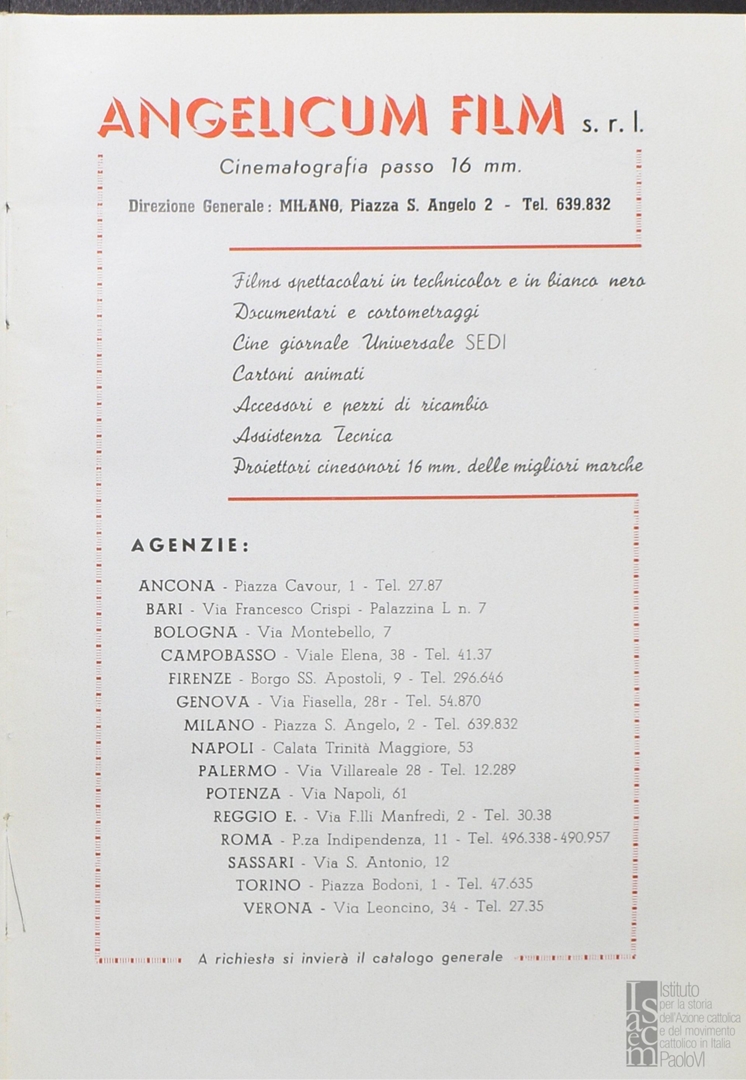 ANGELICUM FILM s. r. l.
Cinematografia passo 16 mm.
Direzione Generale: MILANO, Piazza S. Angelo 2 - Tel. 639.832
Films spettacolari in technicolor e in bianco nero
Documentari e cortometraggi
Cine giornale Universale SEDI
Cartoni animati
Accessori e pezzi di ricambio
Assistenza Tecnica
Proiettori cinesonori 16 mm. delle migliori marche
AGENZIE:
ANCONA - Piazza Cavour, 1 - Tel. 27.87
BARI - Via Francesco Crispi - Palazzina L n. 7
BOLOGNA - Via Montebello, 7
CAMPOBASSO - Viale Elena, 38 - Tel. 41.37
FIRENZE - Borgo SS. Apostoli, 9 - Tel. 296.646
GENOVA - Via Fiasella, 28r - Tel. 54.870
MILANO - Piazza S. Angelo, 2 - Tel. 639.832
NAPOLI - Calata Trinità Maggiore, 53
PALERMO - Via Villareale 28 - Tel. 12.289
POTENZA - Via Napoli, 61
REGGIO E. - Via F.lli Manfredi, 2 - Tel. 30.38
ROMA - P.za Indipendenza, 11 - Tel. 496.338-490.957
SASSARI - Via S. Antonio, 12
TORINO - Piazza Bodoni, 1 - Tel. 47.635
VERONA - Via Leoncino, 34 - Tel. 27.35
A richiesta si invierà il catalogo generale
Isacem
Istituto
per la storia
dell'Azione cattolica
e del movimento
cattolico in Italia
PaoloVI